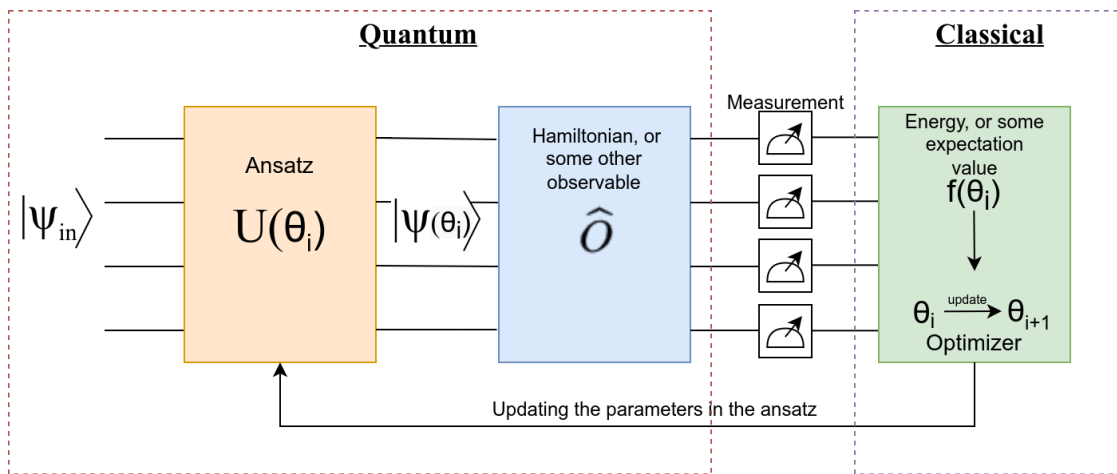 Quantum
Classical
Measurement
|ψin⟩
Ansatz
U(θi)
|ψ(θi)⟩
Hamiltonian, or
some other
observable
Ô
Energy, or some
expectation
value
f(θi)
θi update θi+1
Optimizer
Updating the parameters in the ansatz